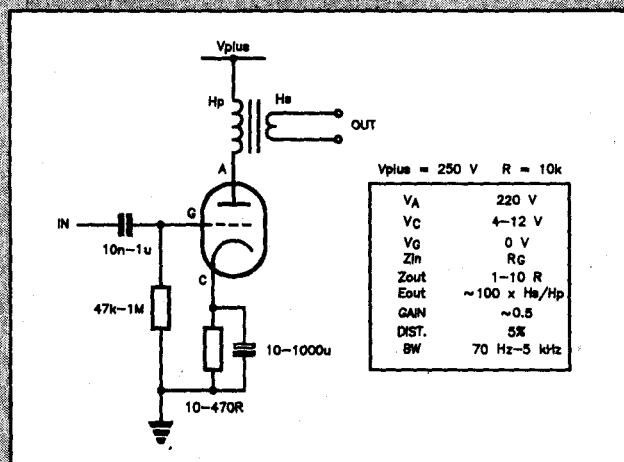 Vplus
Hp
Hs
OUT
A
G
IN
10n-1u
C
47k-1M
10-1000u
10-470R
Vplus = 250 V R = 10k
VA 220 V
VC 4-12 V
VG 0 V
Zin RG
Zout 1-10 R
Eout ~100 x Hs/Hp
GAIN ~0.5
DIST. 5%
BW 70 Hz-5 kHz